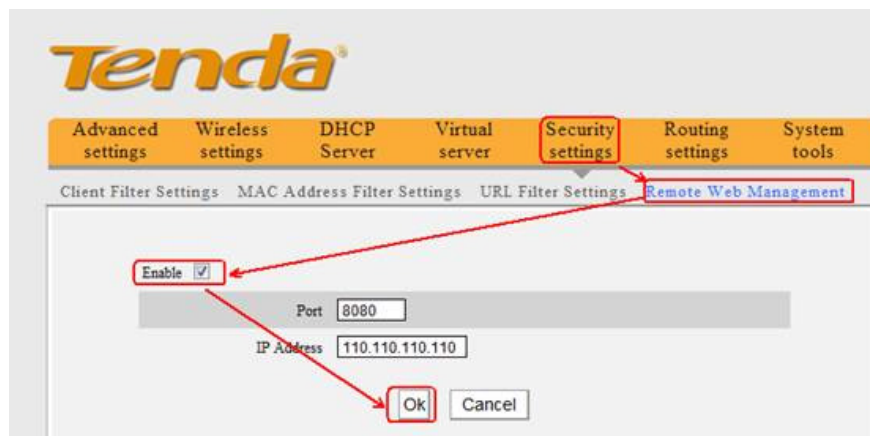 Tenda®
Advanced settings Wireless settings DHCP Server Virtual server Security settings Routing settings System tools
Client Filter Settings MAC Address Filter Settings URL Filter Settings Remote Web Management
Enable
Port 8080
IP Address 110.110.110.110
Ok Cancel